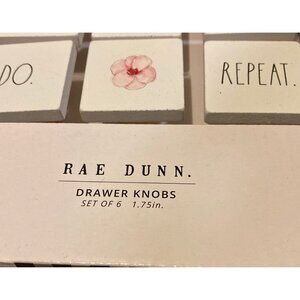 DO.
REPEAT.
RAE DUNN.
DRAWER KNOBS
SET OF 6 1.75in.